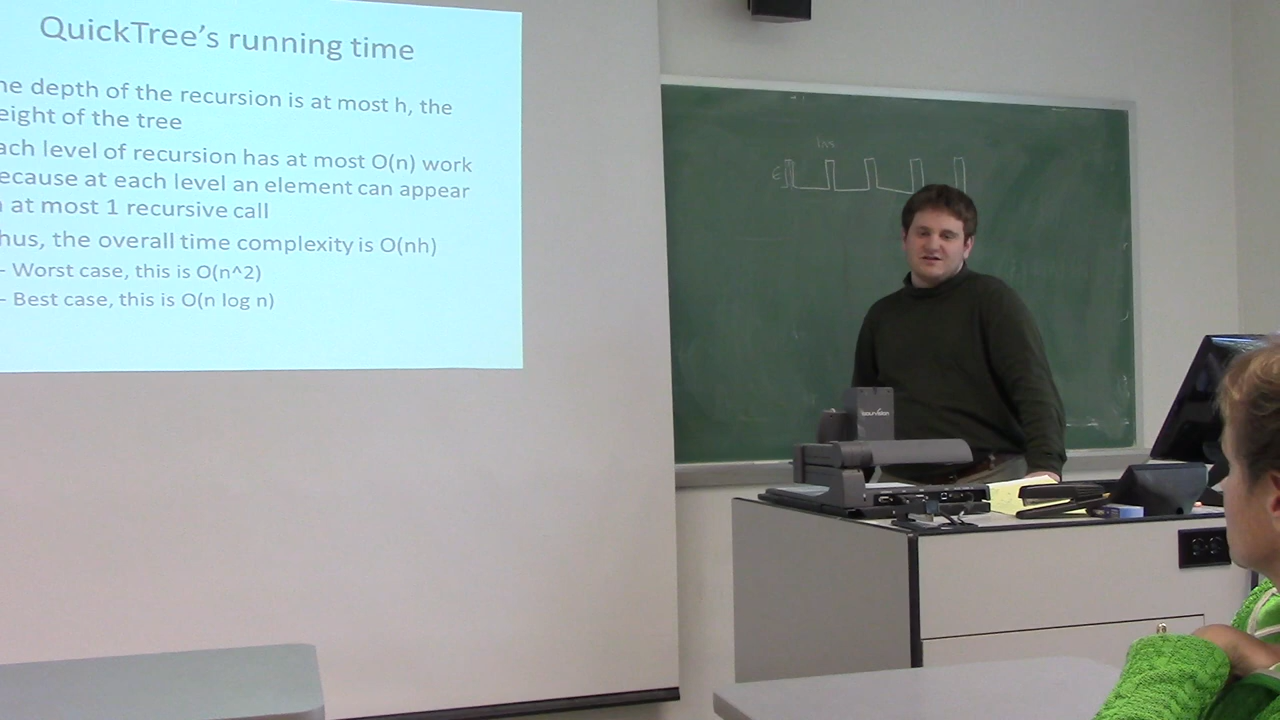 QuickTree's running time
he depth of the recursion is at most h, the
eight of the tree
ach level of recursion has at most O(n) work
ecause at each level an element can appear
at most 1 recursive call
hus, the overall time complexity is O(nh)
– Worst case, this is O(n^2)
– Best case, this is O(n log n)